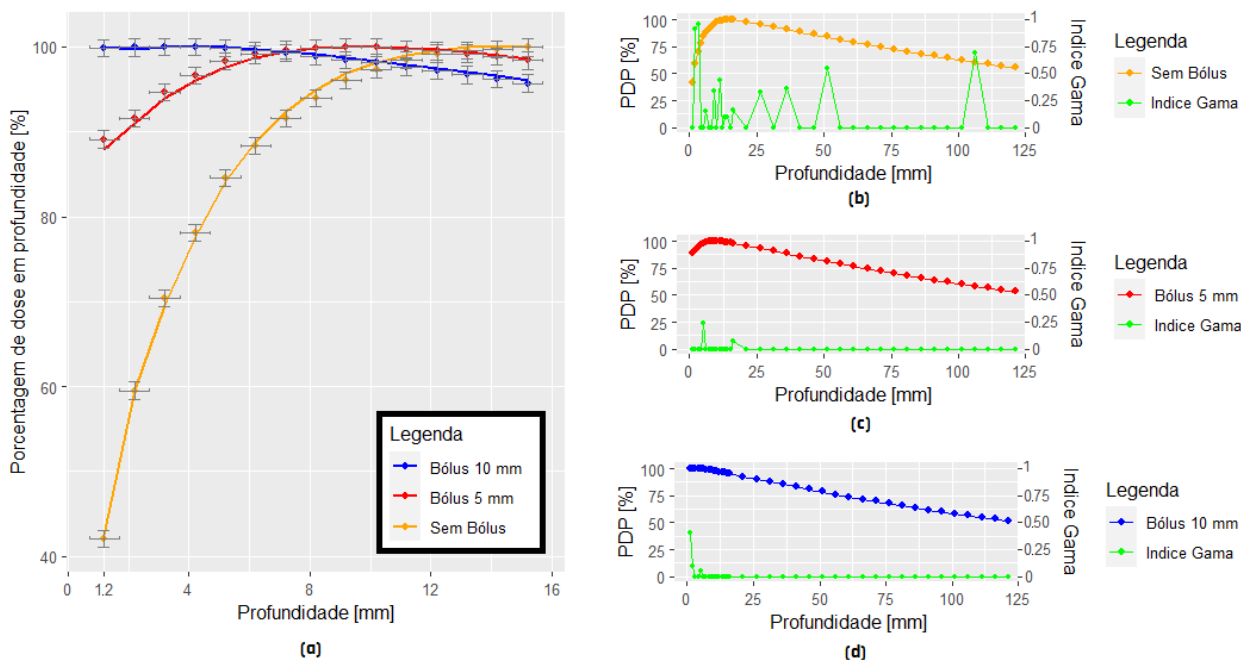 Porcentagem de dose em profundidade [%]
100
80
60
40
0
1.2
4
8
12
16
Profundidade [mm]
Legenda
Bólus 10 mm
Bólus 5 mm
Sem Bólus
(a)
PDP [%]
100
75
50
25
0
1
0.75
0.50
0.25
0
Indice Gama
0
25
50
75
100
125
Profundidade [mm]
Legenda
Sem Bólus
Indice Gama
(b)
PDP [%]
100
75
50
25
0
1
0.75
0.50
0.25
0
Indice Gama
0
25
50
75
100
125
Profundidade [mm]
Legenda
Bólus 5 mm
Indice Gama
(c)
PDP [%]
100
75
50
25
0
1
0.75
0.50
0.25
0
Indice Gama
0
25
50
75
100
125
Profundidade [mm]
Legenda
Bólus 10 mm
Indice Gama
(d)